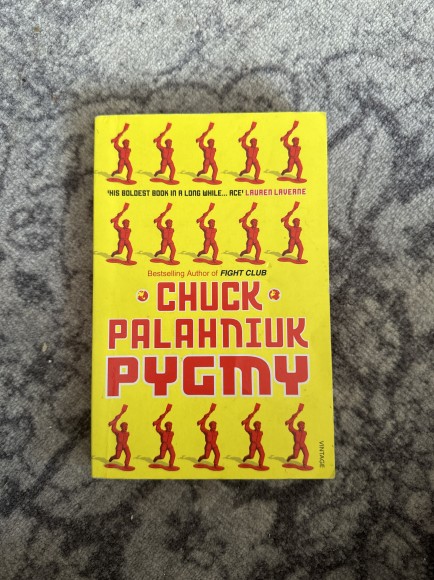 'HIS BOLDEST BOOK IN A LONG WHILE... ACE' LAUREN LAVERNE
Bestselling Author of FIGHT CLUB
CHUCK
PALAHNIUK
PYGMY
VINTAGE